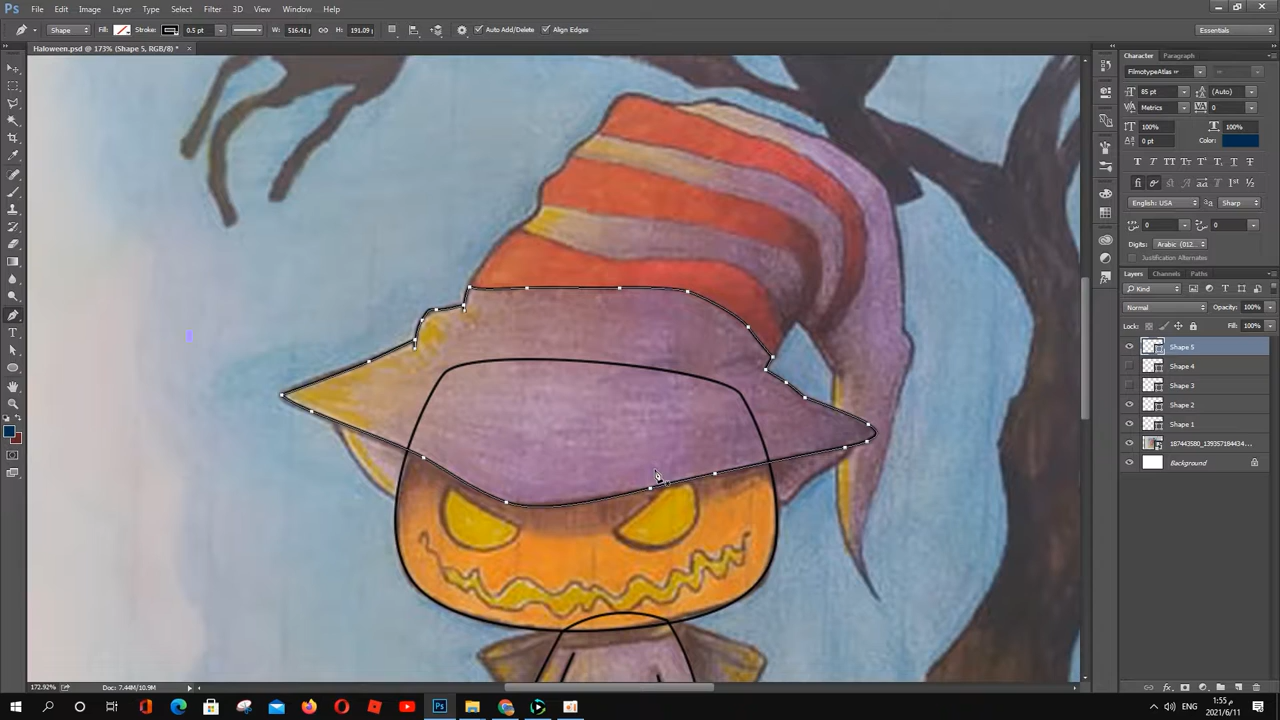 Ps File Edit Image Layer Type Select Filter 3D View Window Help
Shape Fill: Stroke: 0.5 pt W: 516.41 H: 191.09 Auto Add/Delete Align Edges Essentials
Haloween.psd @ 173% (Shape 5, RGB/8) * ×
Character Paragraph
FilmotypeAtlas
85 pt (Auto)
Metrics 0
100% 100%
0 pt Color:
English: USA Sharp
0 0
Digits: Arabic (012...
Justification Alternates
Layers Channels Paths
Kind
Normal Opacity: 100%
Lock: Fill: 100%
Shape 5
Shape 4
Shape 3
Shape 2
Shape 1
187443580_139357184434...
Background
172.92% Doc: 7.44M/10.9M
1:55 م
2021/6/11